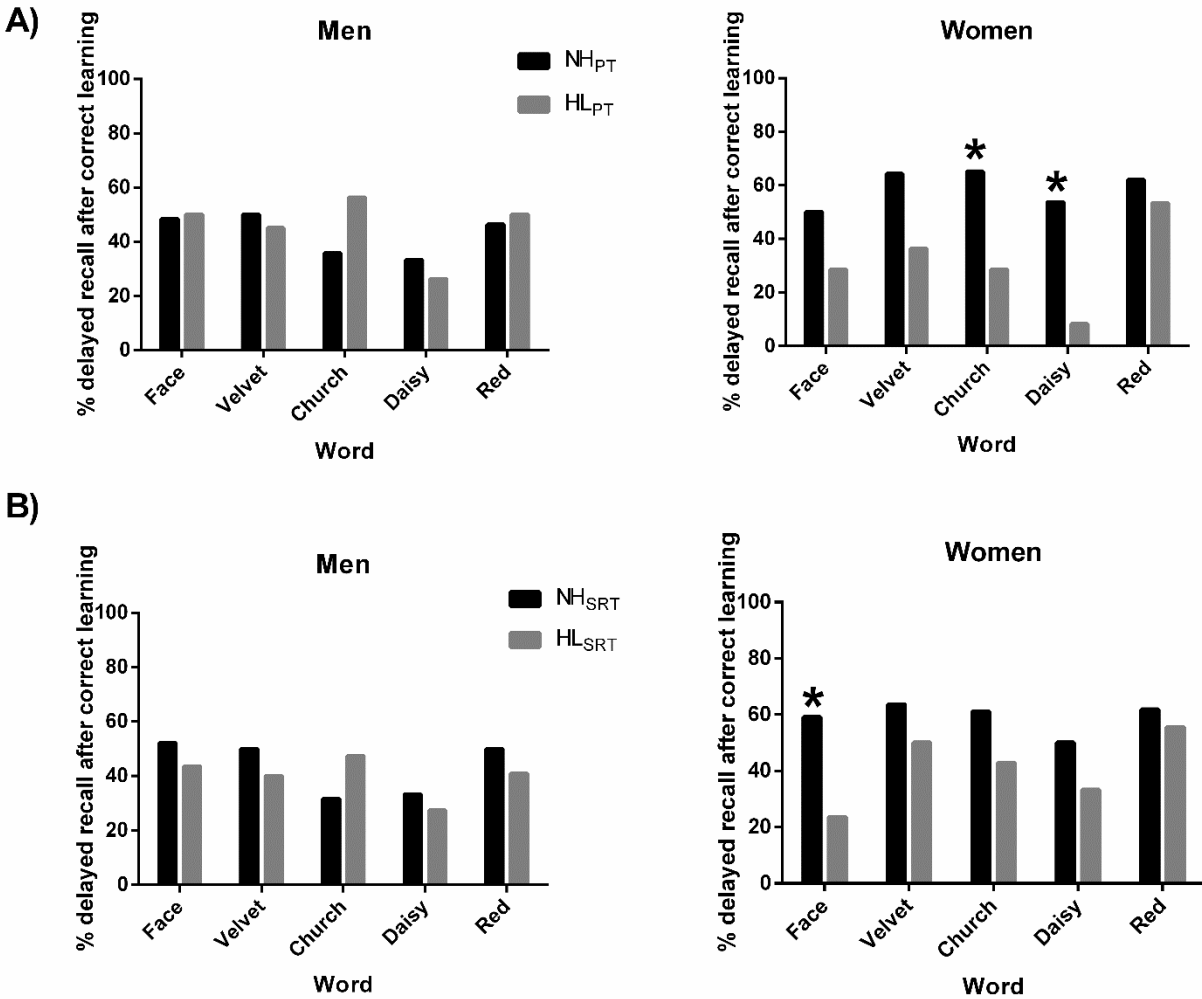 A)
Men
NHPT
HLPT
% delayed recall after correct learning
100
80
60
40
20
0
Face
Velvet
Church
Daisy
Red
Word
Women
% delayed recall after correct learning
100
80
60
40
20
0
*
*
Face
Velvet
Church
Daisy
Red
Word
B)
Men
NHSRT
HLSRT
% delayed recall after correct learning
100
80
60
40
20
0
Face
Velvet
Church
Daisy
Red
Word
Women
% delayed recall after correct learning
100
80
60
40
20
0
*
Face
Velvet
Church
Daisy
Red
Word